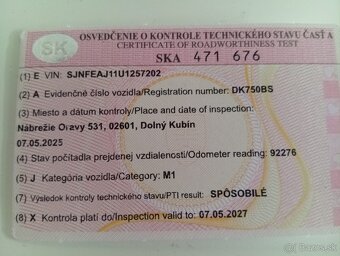 OSVEDČENIE O KONTROLE TECHNICKÉHO STAVU ČASŤ A
SK
CERTIFICATE OF ROADWORTHINESS TEST
SKA 471 676
(1) E VIN: SJNFEAJ11U1257202
(2) A Evidenčné číslo vozidla/Registration number: DK750BS
(3) Miesto a dátum kontroly/Place and date of inspection:
Nábrežie Oravy 531, 02601, Dolný Kubín
07.05.2025
(4) Stav počítadla prejdenej vzdialenosti/Odometer reading: 92276
(5) J Kategória vozidla/Category: M1
(7) Výsledok kontroly technického stavu/PTI result: SPÔSOBILÉ
(8) X Kontrola platí do/Inspection valid to: 07.05.2027
bazos.sk